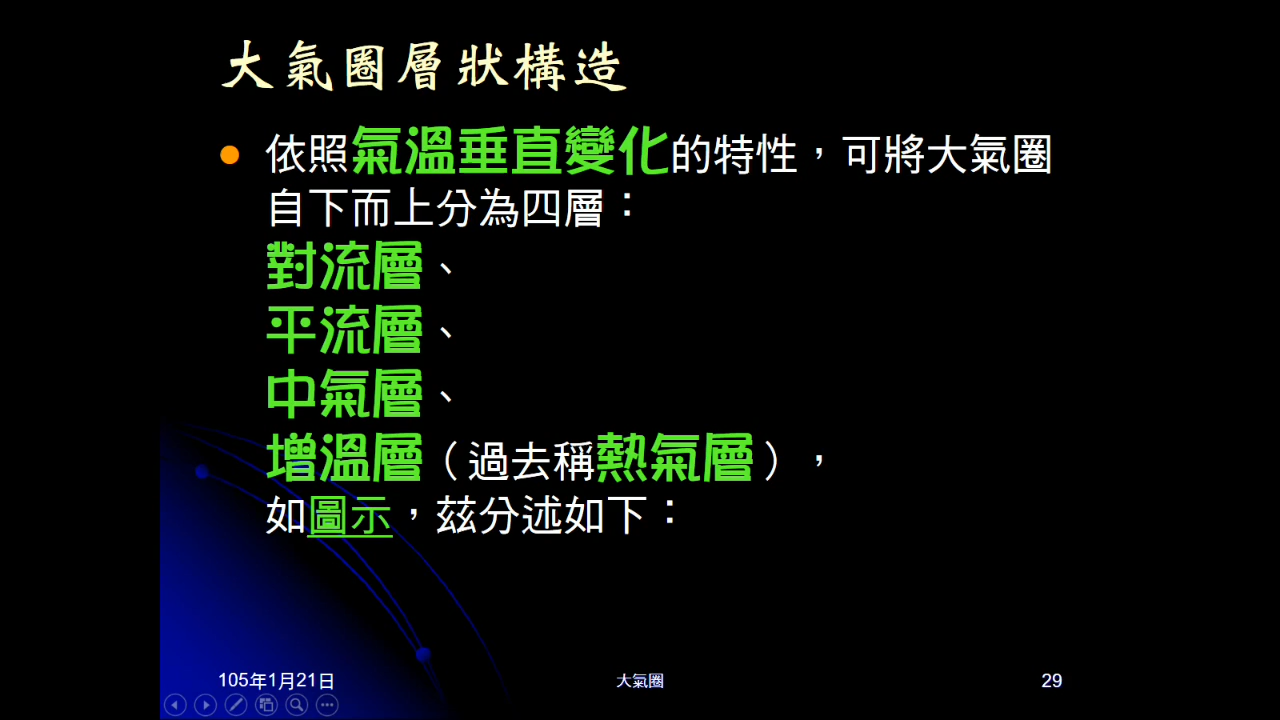 大氣圈層狀構造
依照氣溫垂直變化的特性，可將大氣圈
自下而上分為四層：
對流層、
平流層、
中氣層、
增溫層（過去稱熱氣層），
如圖示，茲分述如下：
105年1月21日
大氣圈
29